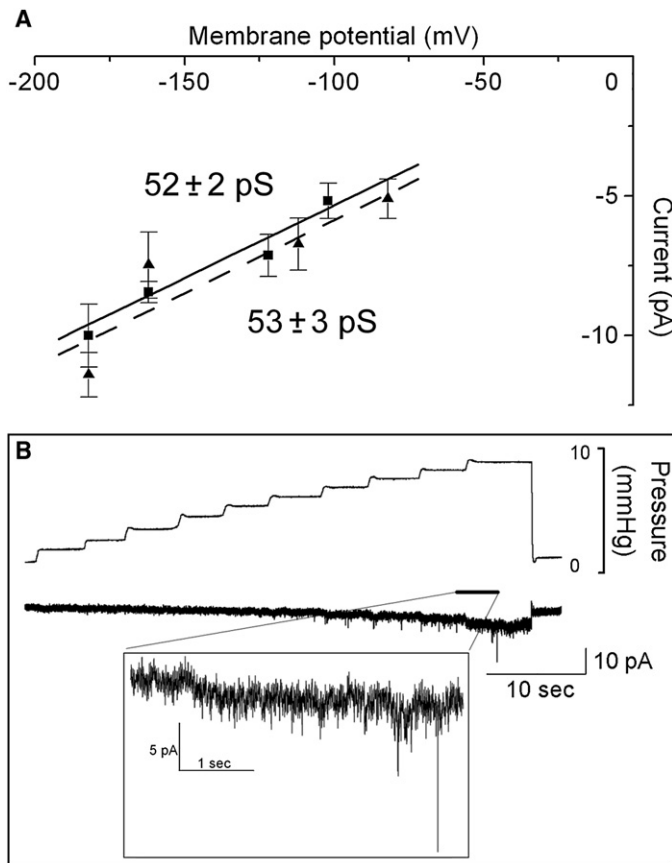 A
Membrane potential (mV)
-200 -150 -100 -50 0
52 ± 2 pS
-5
53 ± 3 pS
-10
Current (pA)
B
10
Pressure
(mmHg)
0
10 pA
10 sec
5 pA
1 sec